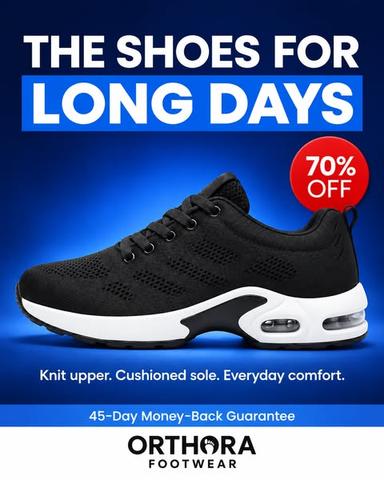 THE SHOES FOR
LONG DAYS
70%
OFF
Knit upper. Cushioned sole. Everyday comfort.
45-Day Money-Back Guarantee
ORTHORA
FOOTWEAR